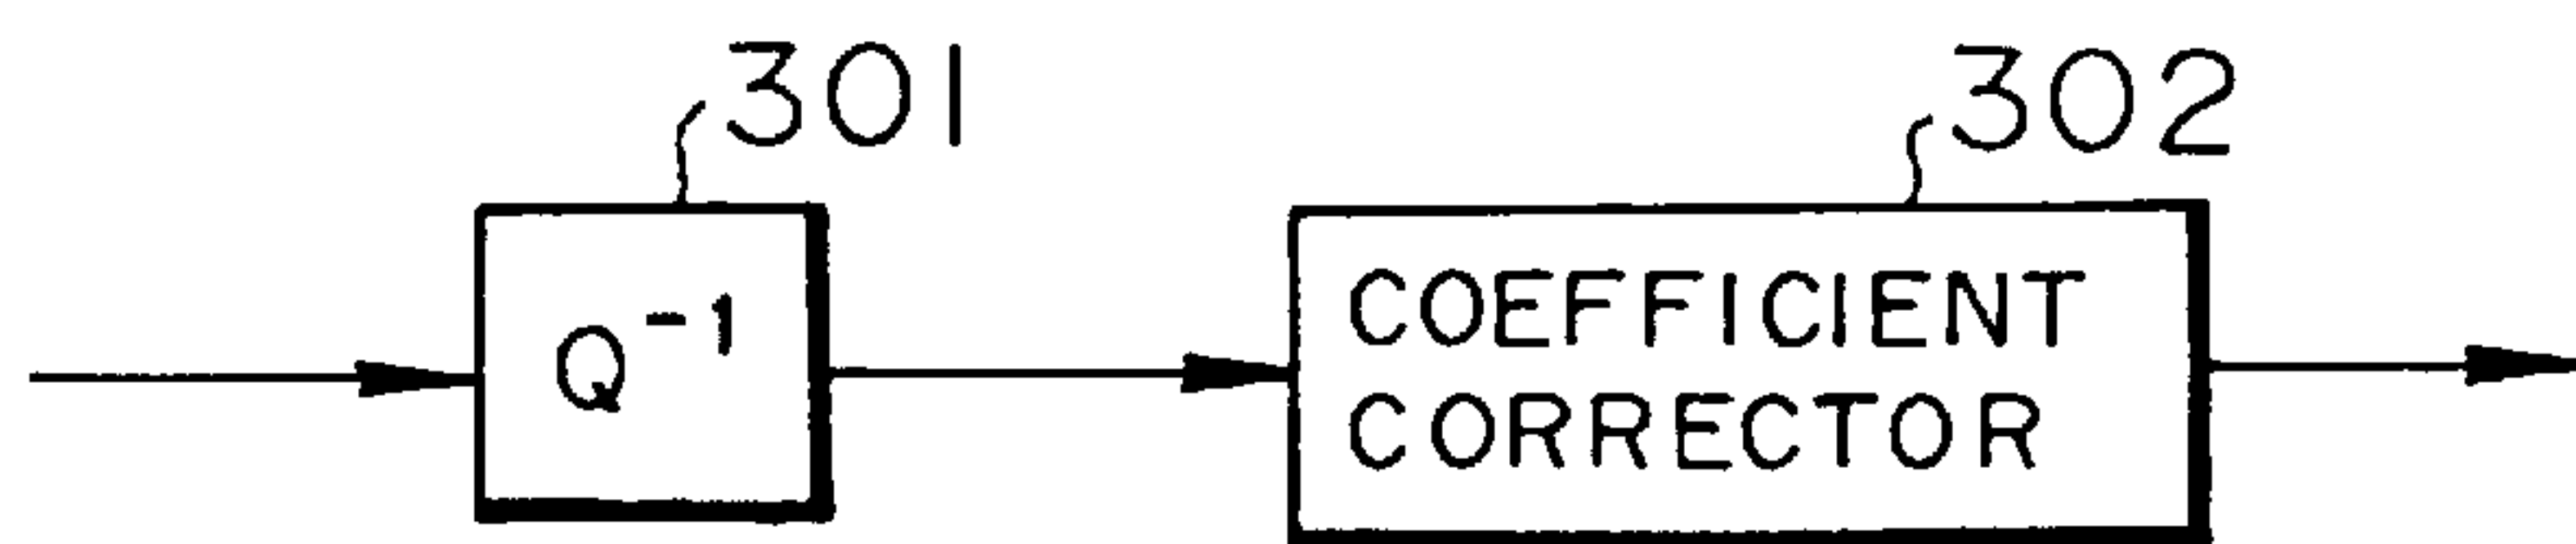 301
302
Q⁻¹
COEFFICIENT
CORRECTOR